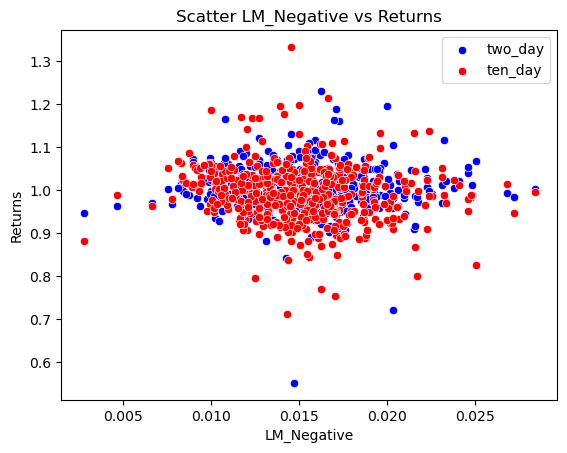 Scatter LM_Negative vs Returns
two_day
ten_day
1.3
1.2
1.1
1.0
0.9
0.8
0.7
0.6
Returns
0.005
0.010
0.015
0.020
0.025
LM_Negative